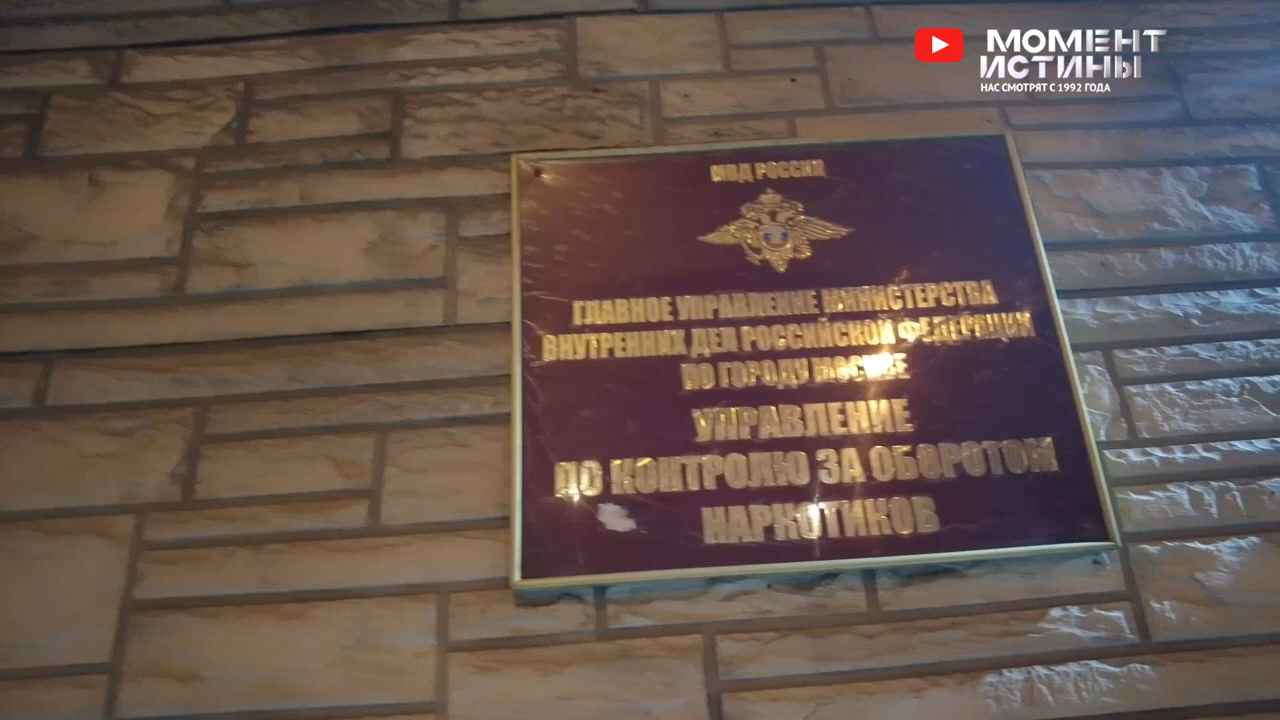 МОМЕНТ
ИСТИНЫ
НАС СМОТРЯТ С 1992 ГОДА
МВД РОССИИ
ГЛАВНОЕ УПРАВЛЕНИЕ МИНИСТЕРСТВА
ВНУТРЕННИХ ДЕЛ РОССИЙСКОЙ ФЕДЕРАЦИИ
ПО ГОРОДУ МОСКВЕ
УПРАВЛЕНИЕ
ПО КОНТРОЛЮ ЗА ОБОРОТОМ
НАРКОТИКОВ